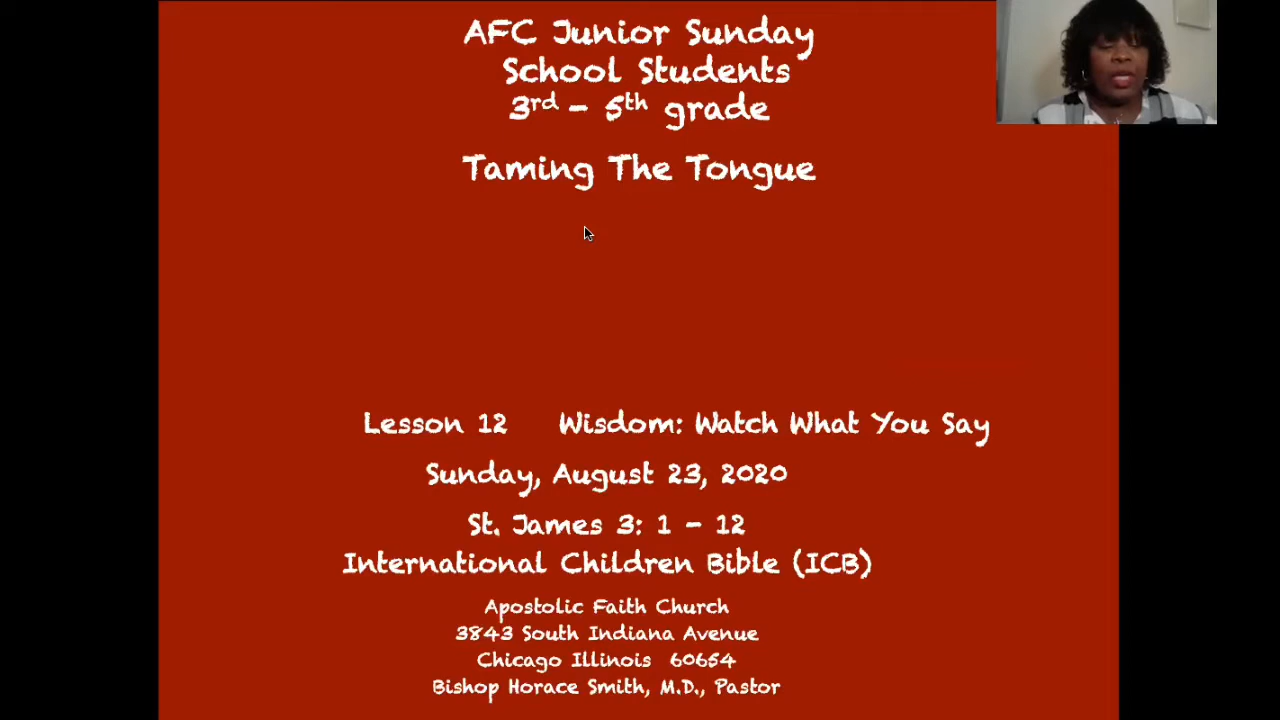 AFC Junior Sunday
School Students
3rd - 5th grade
Taming The Tongue
Lesson 12 Wisdom: Watch What You Say
Sunday, August 23, 2020
St. James 3: 1 - 12
International Children Bible (ICB)
Apostolic Faith Church
3843 South Indiana Avenue
Chicago Illinois 60654
Bishop Horace Smith, M.D., Pastor